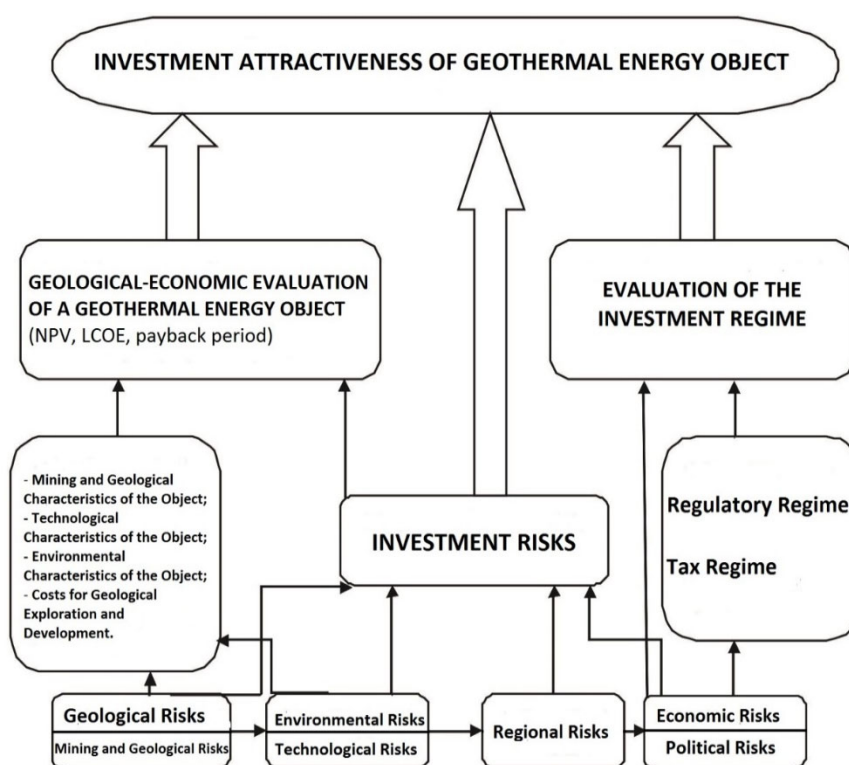 INVESTMENT ATTRACTIVENESS OF GEOTHERMAL ENERGY OBJECT
GEOLOGICAL-ECONOMIC EVALUATION
OF A GEOTHERMAL ENERGY OBJECT
(NPV, LCOE, payback period)
EVALUATION OF THE
INVESTMENT REGIME
- Mining and Geological
Characteristics of the Object;
- Technological
Characteristics of the Object;
- Environmental
Characteristics of the Object;
- Costs for Geological
Exploration and
Development.
INVESTMENT RISKS
Regulatory Regime
Tax Regime
Geological Risks
Mining and Geological Risks
Environmental Risks
Technological Risks
Regional Risks
Economic Risks
Political Risks